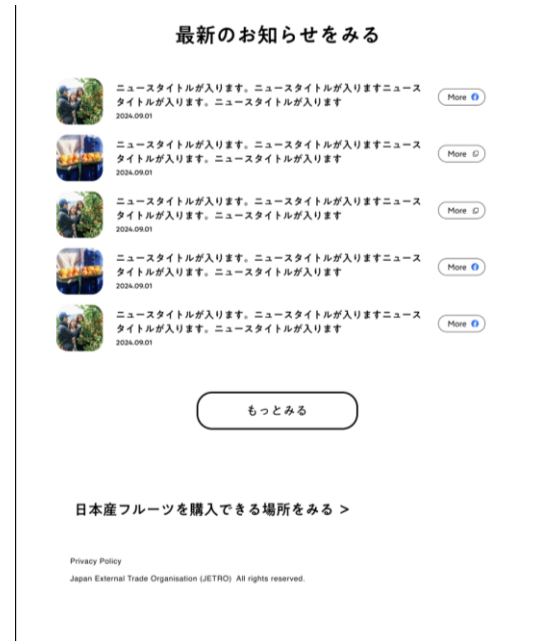 最新のお知らせをみる
ニュースタイトルが入ります。ニュースタイトルが入りますニュース
タイトルが入ります。ニュースタイトルが入ります
2024.09.01
More
ニュースタイトルが入ります。ニュースタイトルが入りますニュース
タイトルが入ります。ニュースタイトルが入ります
2024.09.01
More
ニュースタイトルが入ります。ニュースタイトルが入りますニュース
タイトルが入ります。ニュースタイトルが入ります
2024.09.01
More
ニュースタイトルが入ります。ニュースタイトルが入りますニュース
タイトルが入ります。ニュースタイトルが入ります
2024.09.01
More
ニュースタイトルが入ります。ニュースタイトルが入りますニュース
タイトルが入ります。ニュースタイトルが入ります
2024.09.01
More
もっとみる
日本産フルーツを購入できる場所をみる >
Privacy Policy
Japan External Trade Organisation (JETRO) All rights reserved.